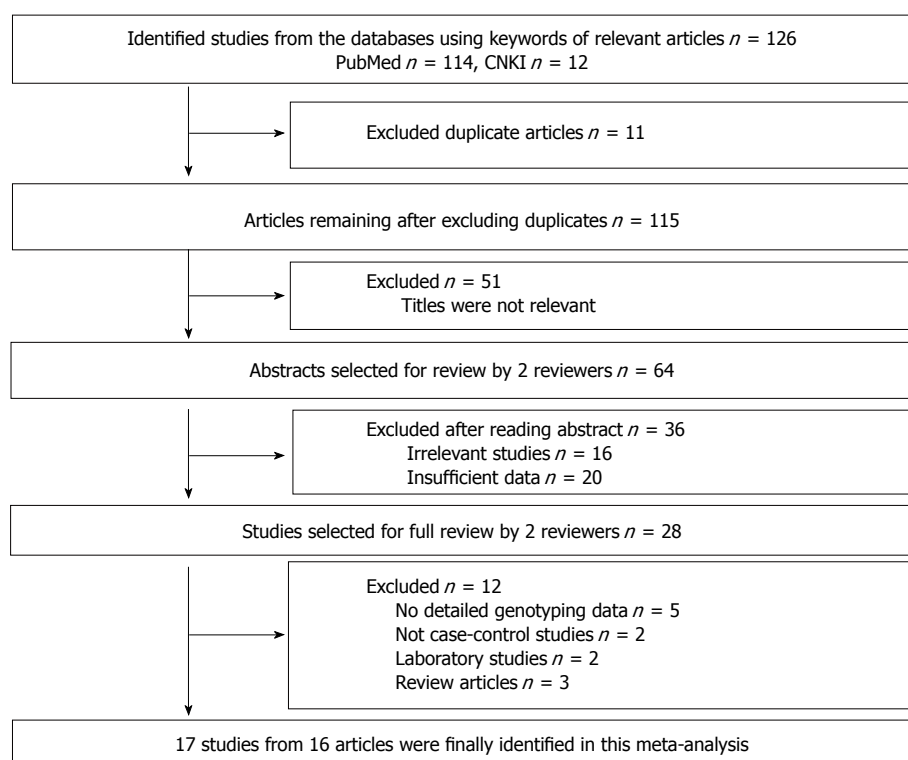 Identified studies from the databases using keywords of relevant articles n = 126
PubMed n = 114, CNKI n = 12
Excluded duplicate articles n = 11
Articles remaining after excluding duplicates n = 115
Excluded n = 51
Titles were not relevant
Abstracts selected for review by 2 reviewers n = 64
Excluded after reading abstract n = 36
Irrelevant studies n = 16
Insufficient data n = 20
Studies selected for full review by 2 reviewers n = 28
Excluded n = 12
No detailed genotyping data n = 5
Not case-control studies n = 2
Laboratory studies n = 2
Review articles n = 3
17 studies from 16 articles were finally identified in this meta-analysis